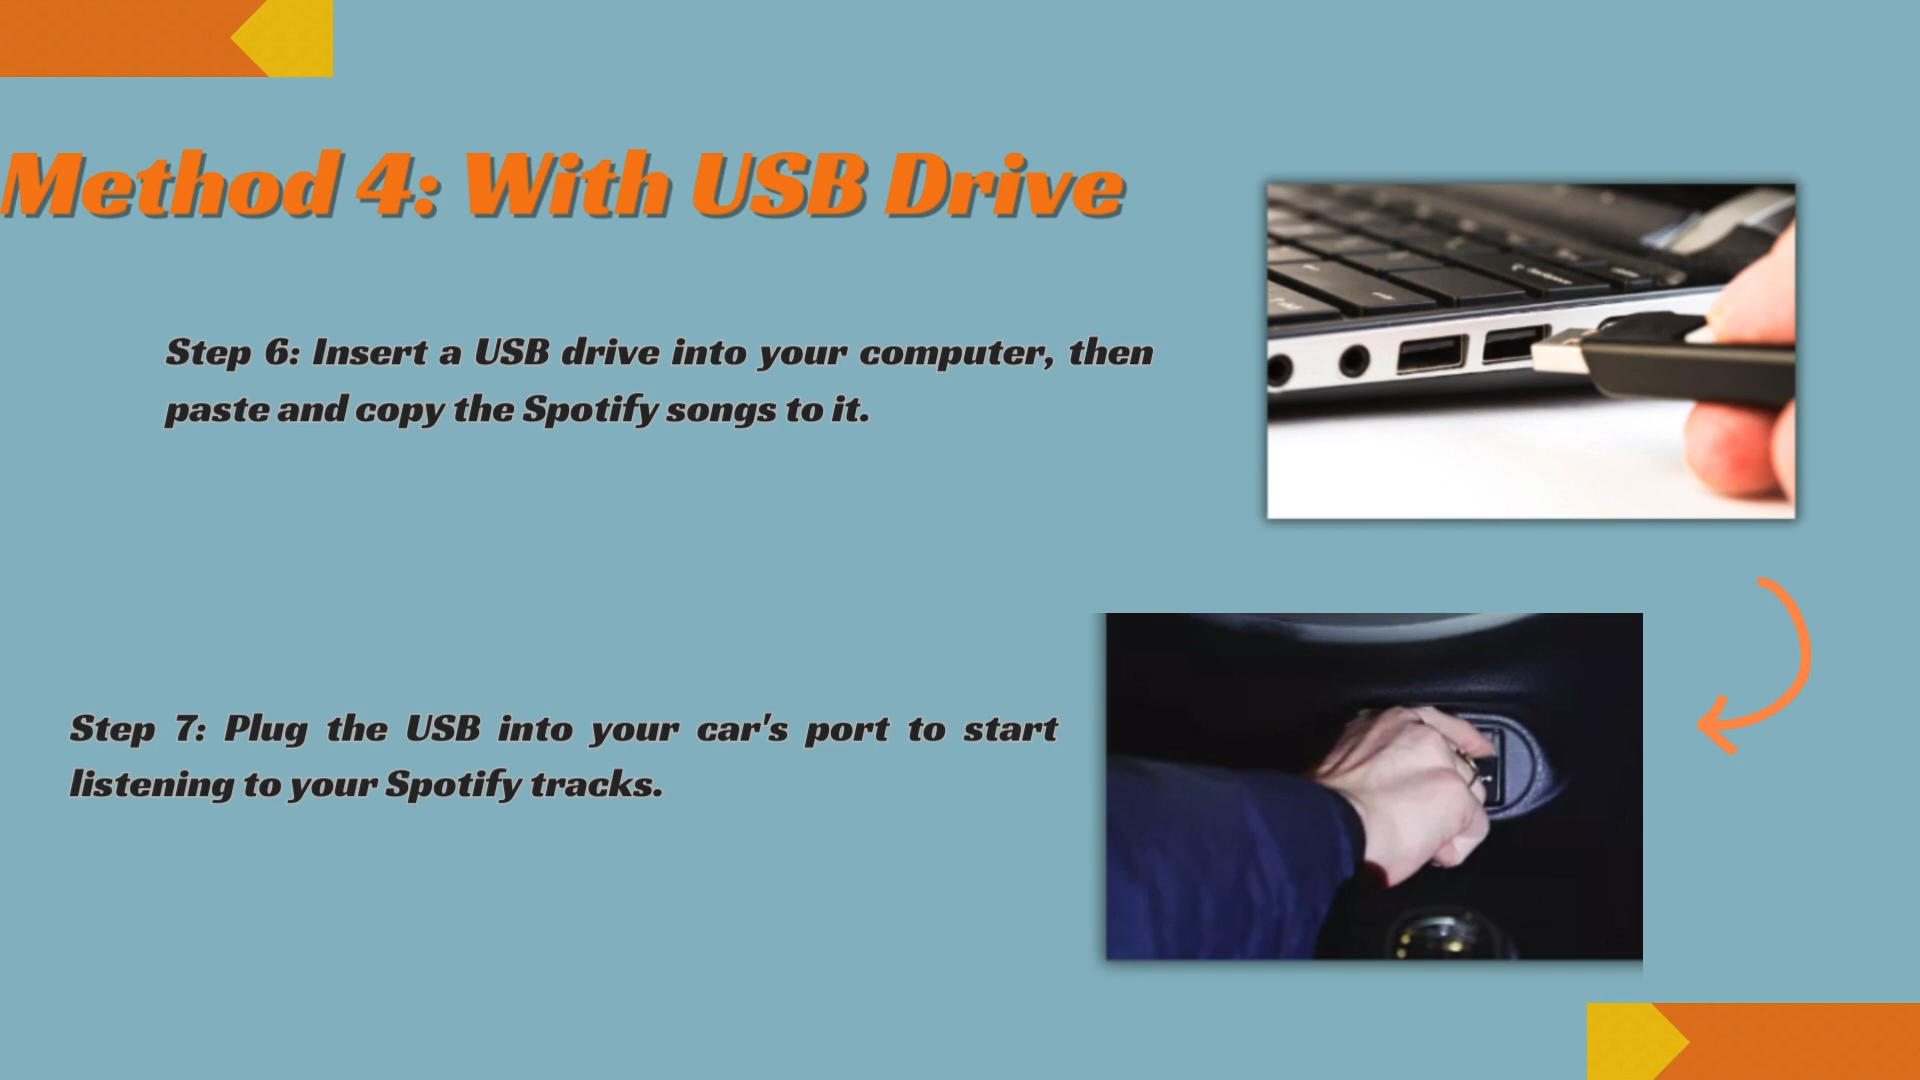 Method 4: With USB Drive
Step 6: Insert a USB drive into your computer, then
paste and copy the Spotify songs to it.
Step 7: Plug the USB into your car's port to start
listening to your Spotify tracks.